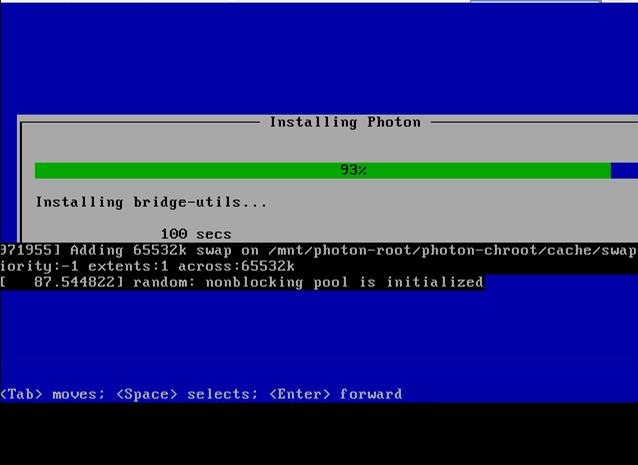 Installing Photon
93%
Installing bridge-utils...
100 secs
971955] Adding 65532k swap on /mnt/photon-root/photon-chroot/cache/swap
iority:-1 extents:1 across:65532k
[   87.544822] random: nonblocking pool is initialized
<Tab> moves; <Space> selects; <Enter> forward